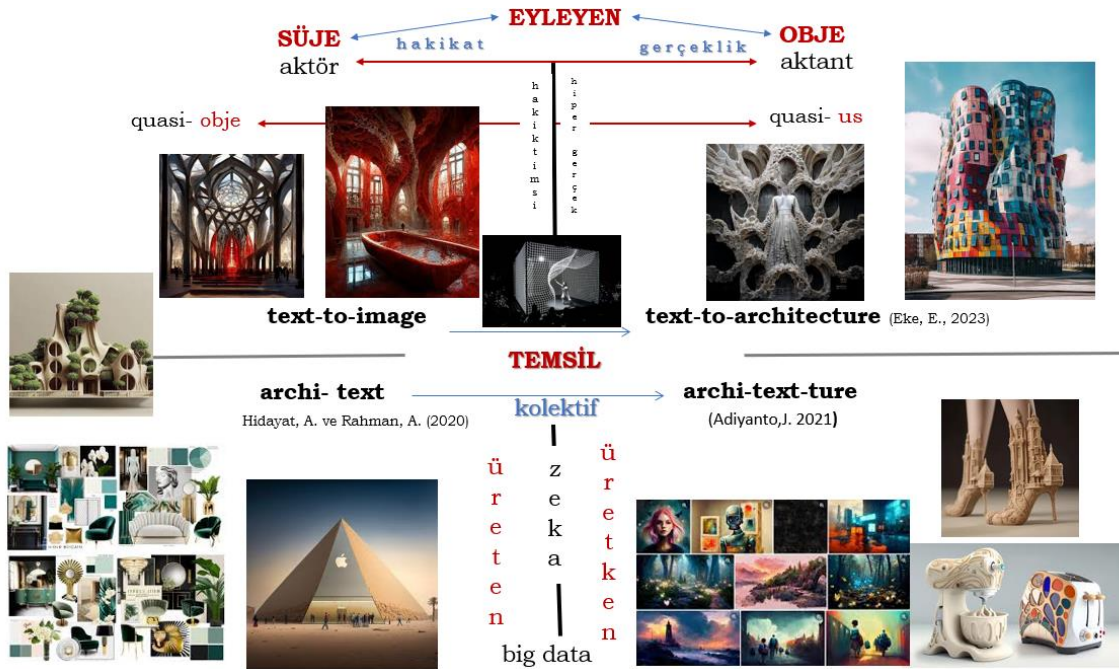 EYLEYEN
SÜJE
hakikat
gerçeklik
OBJE
aktör
aktant
hakiktimsi
hiper gerçek
quasi- obje
quasi- us
text-to-image
text-to-architecture (Eke, E., 2023)
TEMSİL
archi- text
archi-text-ture
Hidayat, A. ve Rahman, A. (2020)
kolektif
(Adiyanto,J. 2021)
üreten
zeka
üretken
big data